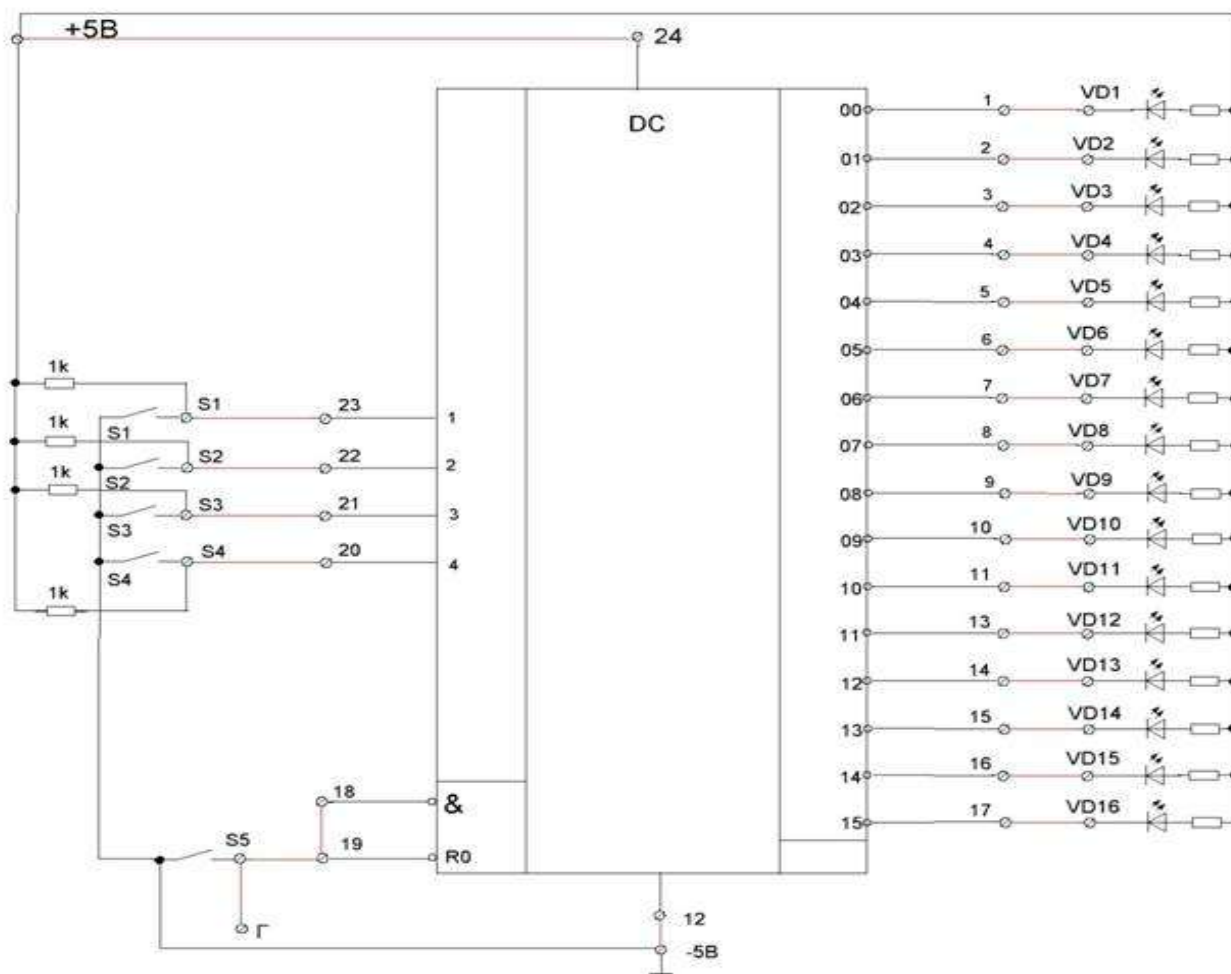 +5В
24
DC
00 1 VD1
01 2 VD2
02 3 VD3
03 4 VD4
04 5 VD5
05 6 VD6
06 7 VD7
07 8 VD8
08 9 VD9
09 10 VD10
10 11 VD11
11 13 VD12
12 14 VD13
13 15 VD14
14 16 VD15
15 17 VD16
1k
S1 23 1
S1
1k
S2 22 2
1k
S2
S3 21 3
S3
S4 20 4
S4
1k
18 &
S5 19 R0
Г
12
-5В